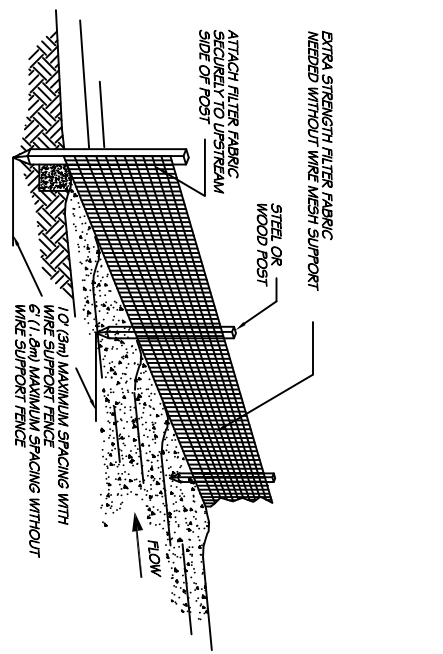 EXTRA STRENGTH FILTER FABRIC
NEEDED WITHOUT WIRE MESH SUPPORT
STEEL OR
WOOD POST
ATTACH FILTER FABRIC
SECURELY TO UPSTREAM
SIDE OF POST
FLOW
10' (3m) MAXIMUM SPACING WITH
WIRE SUPPORT FENCE
6' (1.8m) MAXIMUM SPACING WITHOUT
WIRE SUPPORT FENCE